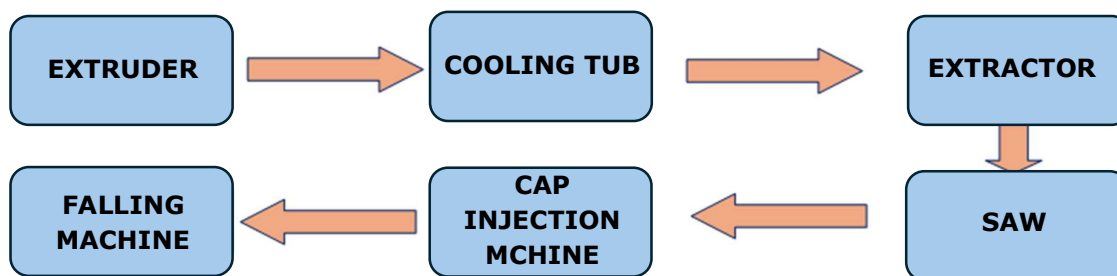 EXTRUDER
COOLING TUB
EXTRACTOR
FALLING
MACHINE
CAP
INJECTION
MCHINE
SAW